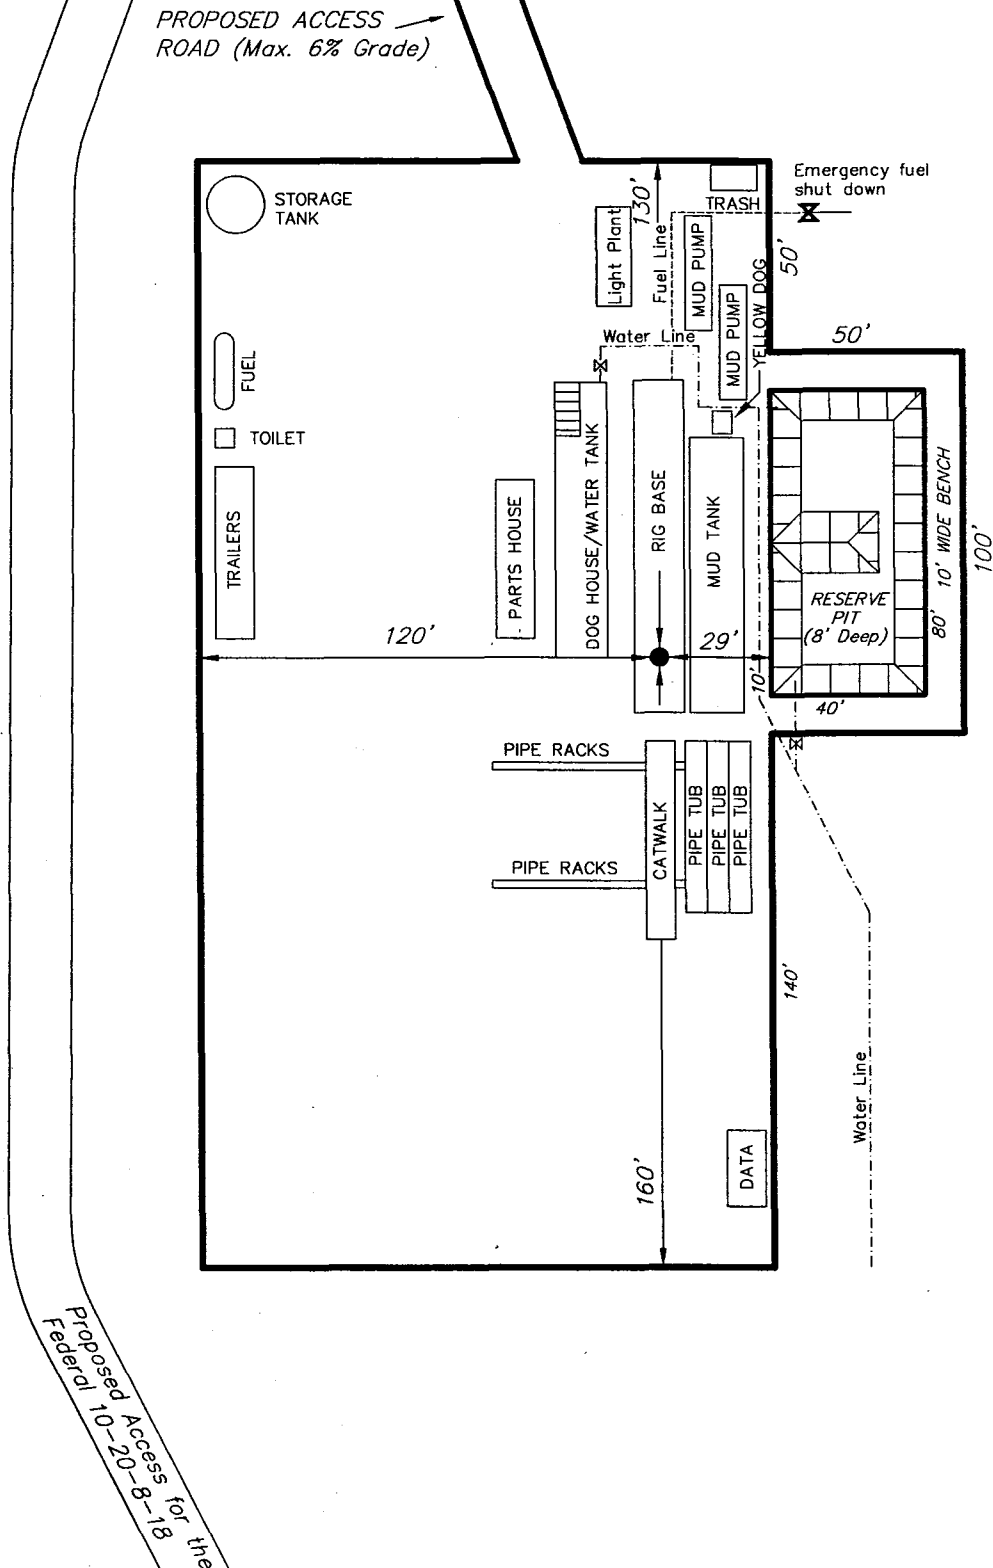 PROPOSED ACCESS
ROAD (Max. 6% Grade)
Emergency fuel
shut down
STORAGE
TANK
TRASH
130'
Light Plant
Fuel Line
MUD PUMP
50'
YELLOW DOG
MUD PUMP
Water Line
50'
FUEL
TOILET
TRAILERS
PARTS HOUSE
DOG HOUSE/WATER TANK
RIG BASE
MUD TANK
10' WIDE BENCH
100'
RESERVE
PIT
(8' Deep)
80'
120'
29'
10'
40'
PIPE RACKS
CATWALK
PIPE TUB
PIPE TUB
PIPE TUB
PIPE RACKS
140'
Water Line
160'
DATA
Proposed Access for the
Federal 10-20-8-18